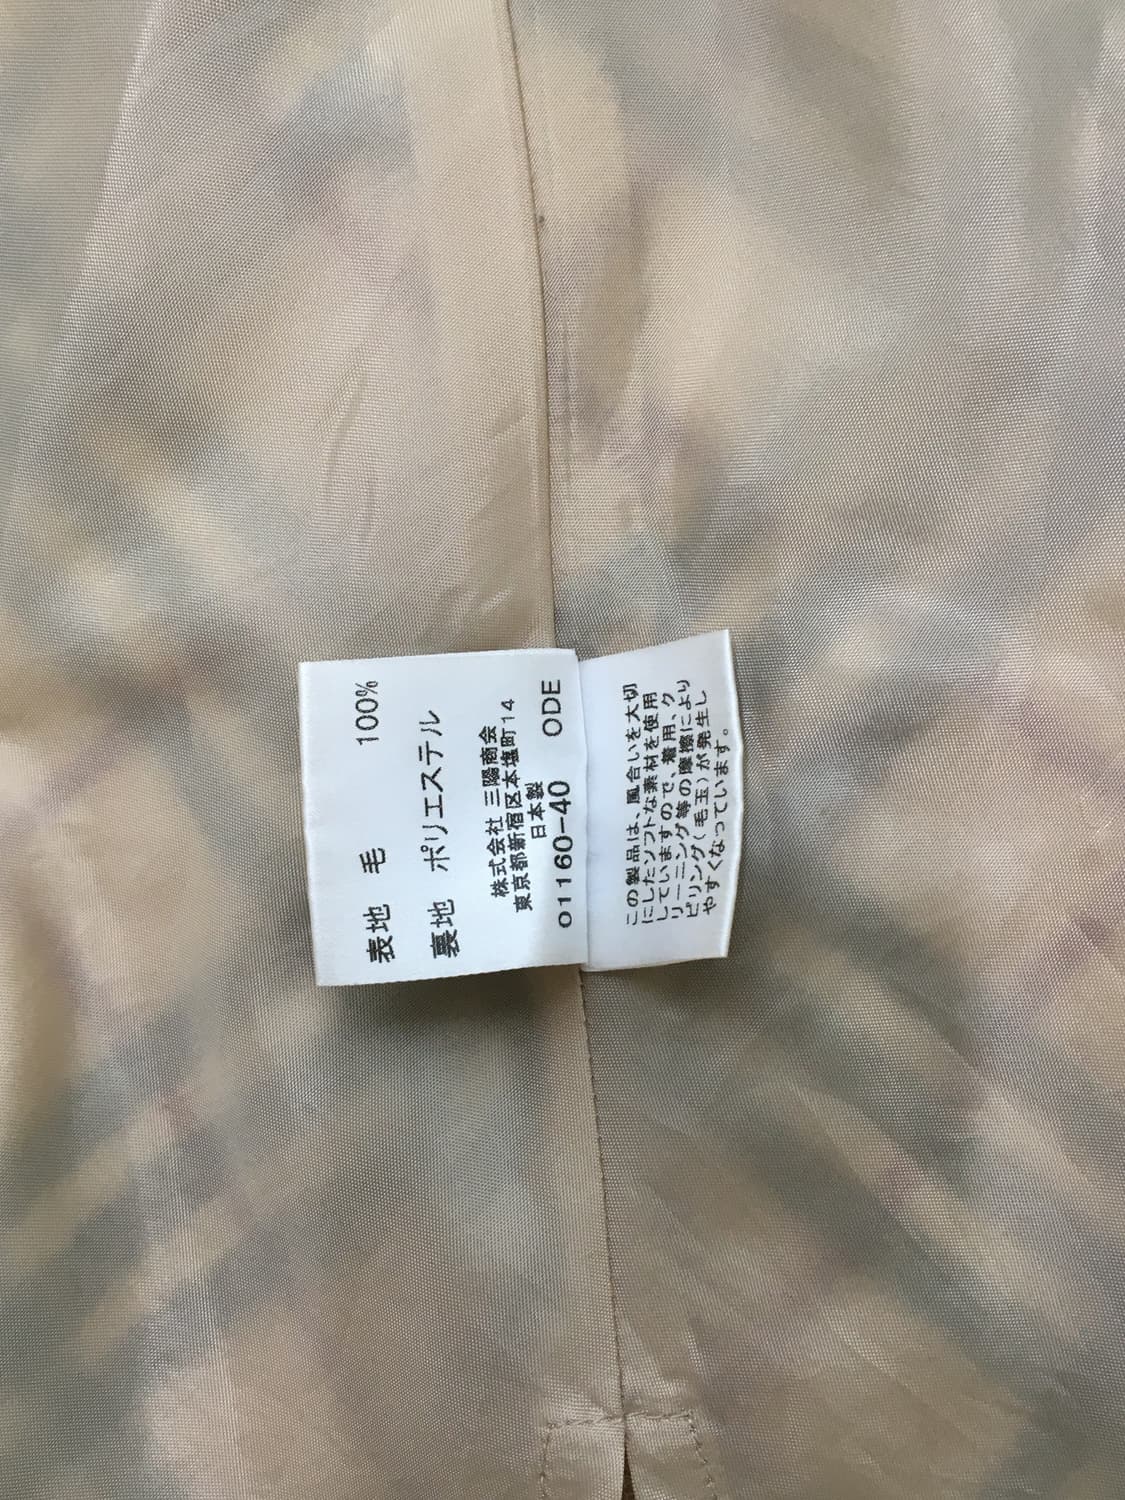 表地 毛 100%
裏地 ポリエステル
株式会社 三陽商会
東京都新宿区本塩町14
日本製
01160-40 ODE
この製品は、風合いを大切
にしたソフトな素材を使用
していますので、着用、ク
リーニング等の摩擦により
ピリング(毛玉)が発生し
やすくなっています。